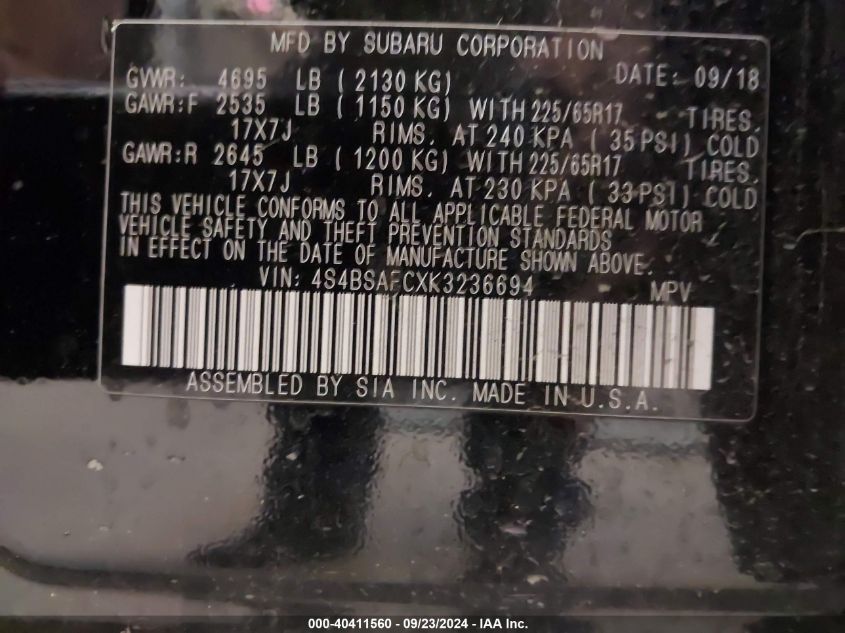 MFD BY SUBARU CORPORATION
GVWR: 4695 LB ( 2130 KG) DATE: 09/18
GAWR:F 2535 LB ( 1150 KG) WITH 225/65R17 TIRES.
17X7J RIMS. AT 240 KPA ( 35 PSI) COLD
GAWR:R 2645 LB ( 1200 KG) WITH 225/65R17 TIRES.
17X7J RIMS. AT 230 KPA ( 33 PSI) COLD
THIS VEHICLE CONFORMS TO ALL APPLICABLE FEDERAL MOTOR
VEHICLE SAFETY AND THEFT PREVENTION STANDARDS
IN EFFECT ON THE DATE OF MANUFACTURE SHOWN ABOVE.
VIN: 4S4BSAFCXK3236694 MPV
ASSEMBLED BY SIA INC. MADE IN U.S.A.
000-40411560 - 09/23/2024 - IAA Inc.